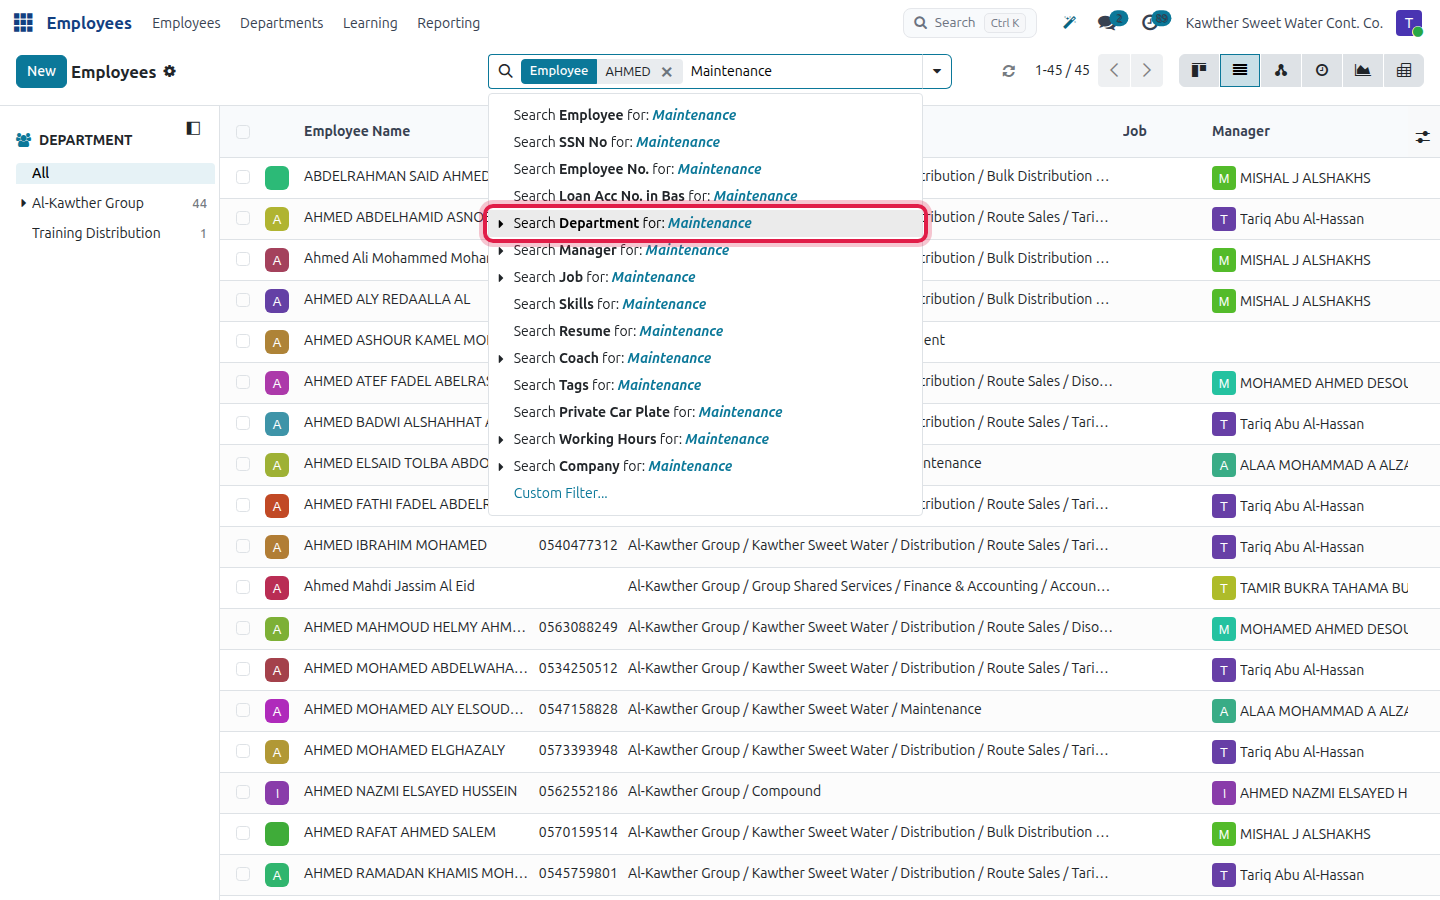 Employees Employees Departments Learning Reporting Search Ctrl K 2 Kawther Sweet Water Cont. Co. T
New Employees Employee AHMED Maintenance 1-45 / 45
DEPARTMENT
All
Al-Kawther Group 44
Training Distribution 1
Search Employee for: Maintenance
Search SSN No for: Maintenance
Search Employee No. for: Maintenance
Search Loan Acc No. in Bas for: Maintenance
Search Department for: Maintenance
Search Manager for: Maintenance
Search Job for: Maintenance
Search Skills for: Maintenance
Search Resume for: Maintenance
Search Coach for: Maintenance
Search Tags for: Maintenance
Search Private Car Plate for: Maintenance
Search Working Hours for: Maintenance
Search Company for: Maintenance
Custom Filter...
Employee Name Job Manager
ABDELRAHMAN SAID AHMED ribution / Bulk Distribution ... M MISHAL J ALSHAKHS
A AHMED ABDELHAMID ASNO ribution / Route Sales / Tari... T Tariq Abu Al-Hassan
A Ahmed Ali Mohammed Moha ribution / Bulk Distribution ... M MISHAL J ALSHAKHS
A AHMED ALY REDAALLA AL ribution / Bulk Distribution ... M MISHAL J ALSHAKHS
A AHMED ASHOUR KAMEL MO ent
A AHMED ATEF FADEL ABELRAS ribution / Route Sales / Diso... M MOHAMED AHMED DESOU
A AHMED BADWI ALSHAHHAT ribution / Route Sales / Tari... T Tariq Abu Al-Hassan
A AHMED ELSAID TOLBA ABDO ntenance A ALAA MOHAMMAD A ALZA
A AHMED FATHI FADEL ABDELR ribution / Route Sales / Tari... T Tariq Abu Al-Hassan
A AHMED IBRAHIM MOHAMED 0540477312 Al-Kawther Group / Kawther Sweet Water / Distribution / Route Sales / Tari... T Tariq Abu Al-Hassan
A Ahmed Mahdi Jassim Al Eid Al-Kawther Group / Group Shared Services / Finance & Accounting / Accoun... T TAMIR BUKRA TAHAMA BU
A AHMED MAHMOUD HELMY AHM... 0563088249 Al-Kawther Group / Kawther Sweet Water / Distribution / Route Sales / Diso... M MOHAMED AHMED DESOU
A AHMED MOHAMED ABDELWAHA... 0534250512 Al-Kawther Group / Kawther Sweet Water / Distribution / Route Sales / Tari... T Tariq Abu Al-Hassan
A AHMED MOHAMED ALY ELSOUD... 0547158828 Al-Kawther Group / Kawther Sweet Water / Maintenance A ALAA MOHAMMAD A ALZA
A AHMED MOHAMED ELGHAZALY 0573393948 Al-Kawther Group / Kawther Sweet Water / Distribution / Route Sales / Tari... T Tariq Abu Al-Hassan
I AHMED NAZMI ELSAYED HUSSEIN 0562552186 Al-Kawther Group / Compound I AHMED NAZMI ELSAYED H
AHMED RAFAT AHMED SALEM 0570159514 Al-Kawther Group / Kawther Sweet Water / Distribution / Bulk Distribution ... M MISHAL J ALSHAKHS
A AHMED RAMADAN KHAMIS MOH... 0545759801 Al-Kawther Group / Kawther Sweet Water / Distribution / Route Sales / Tari... T Tariq Abu Al-Hassan